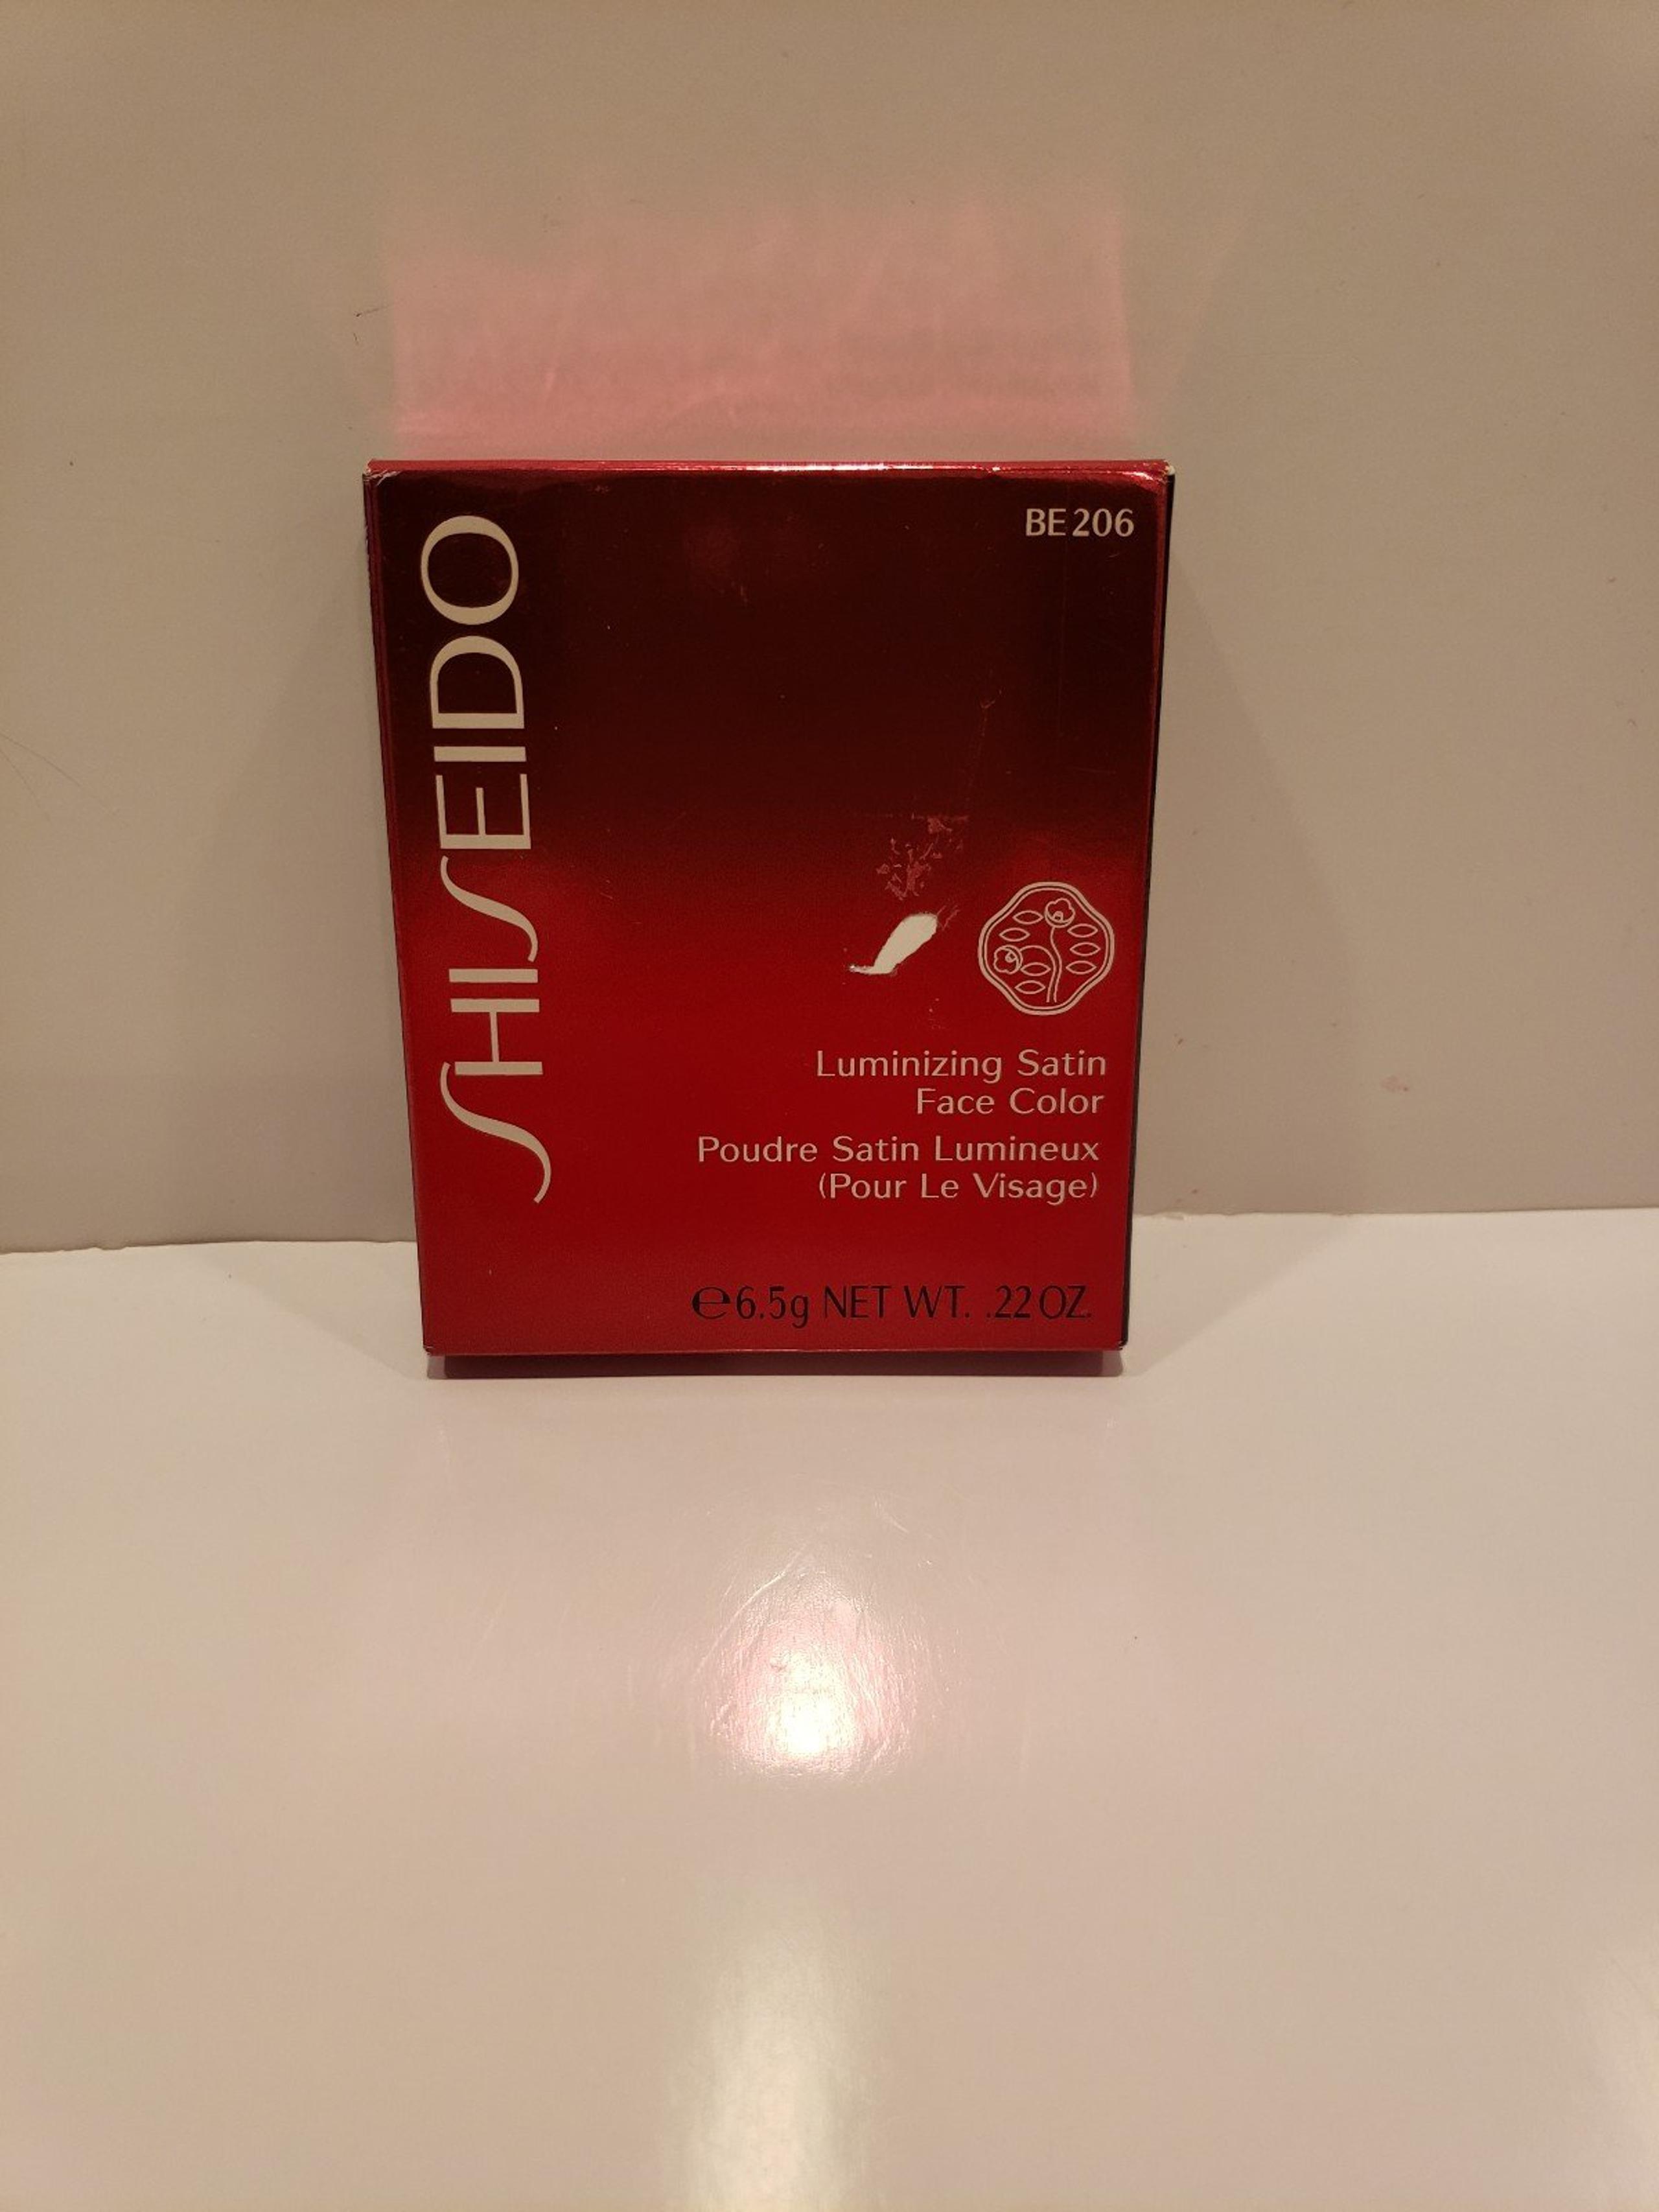 SHISEIDO
BE 206
Luminizing Satin
Face Color
Poudre Satin Lumineux
(Pour Le Visage)
℮6.5g NET WT. .22 OZ.